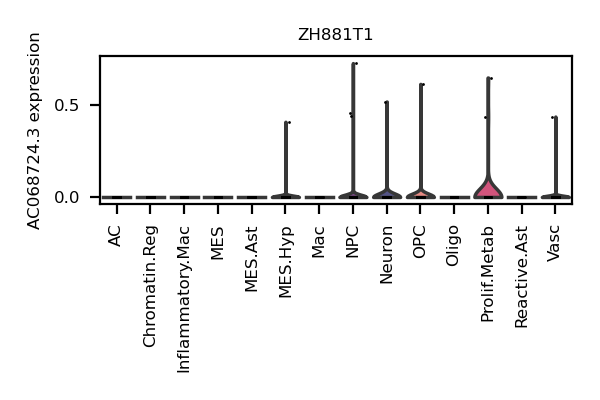 ZH881T1
AC068724.3 expression
0.5
0.0
AC
Chromatin.Reg
Inflammatory.Mac
MES
MES.Ast
MES.Hyp
Mac
NPC
Neuron
OPC
Oligo
Prolif.Metab
Reactive.Ast
Vasc